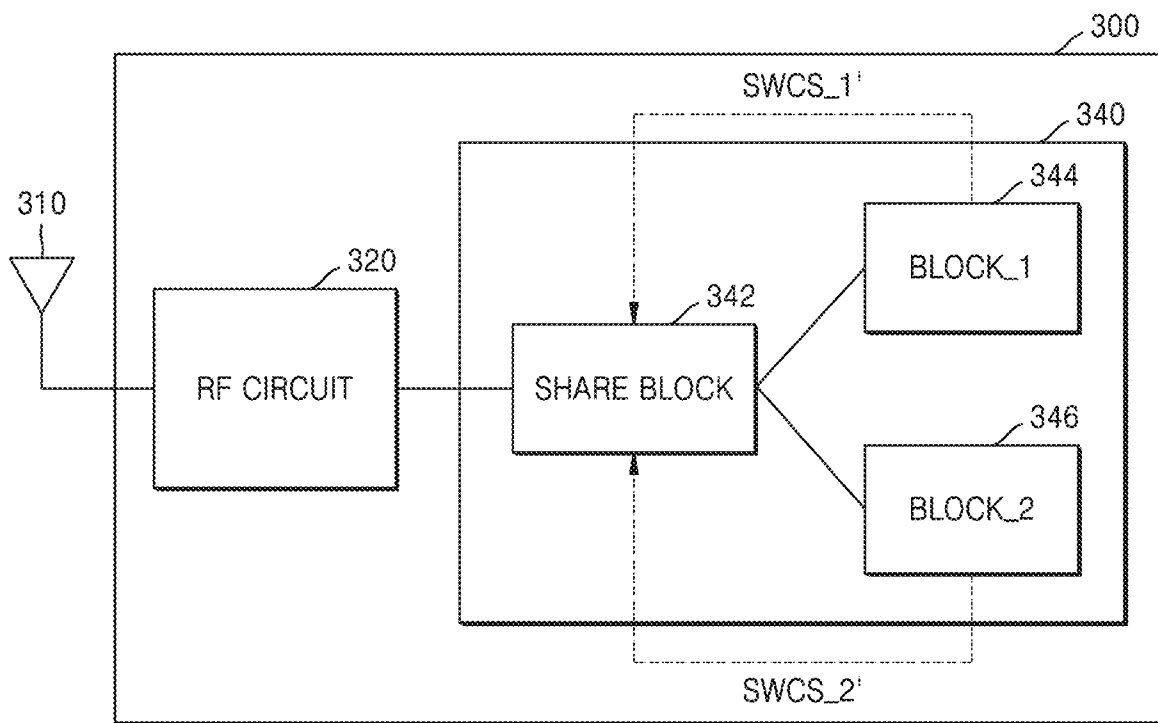 300
SWCS_1'
340
344
310
320
BLOCK_1
342
RF CIRCUIT
SHARE BLOCK
346
BLOCK_2
SWCS_2'